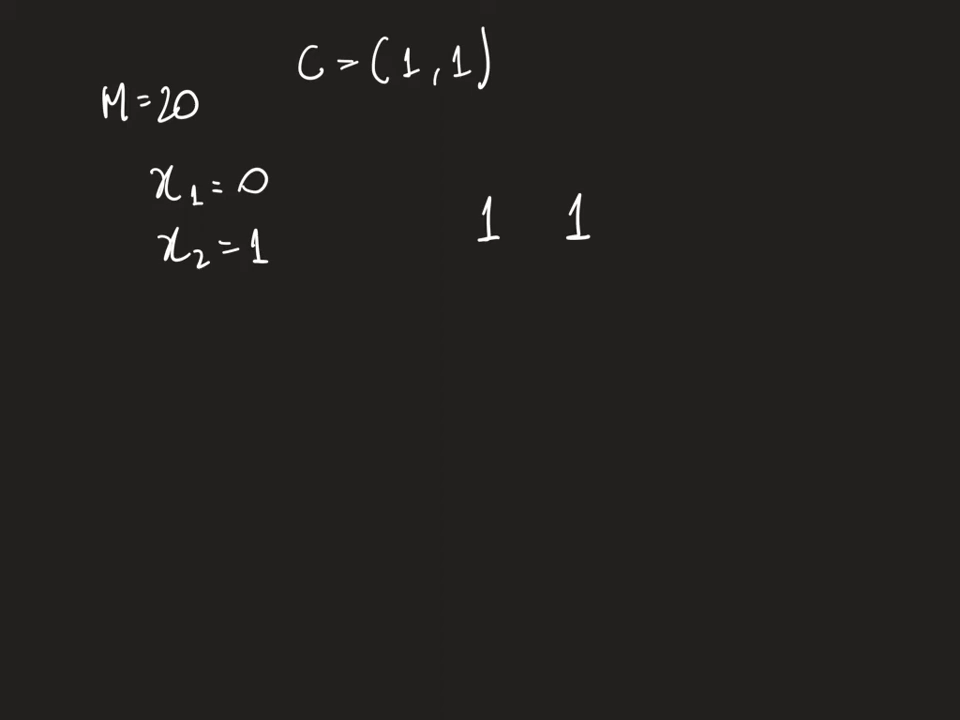 C = (1,1)
M=20
x₁ = 0
x₂ = 1
1 1